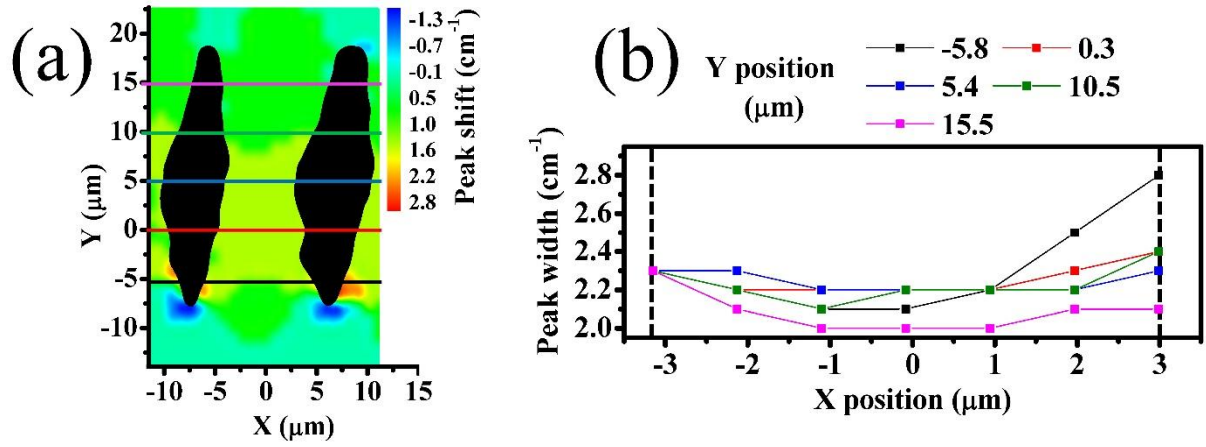 (a)
Y (μm)
20
15
10
5
0
-5
-10
-10 -5 0 5 10 15
X (μm)
-1.3
-0.7
-0.1
0.5
1.0
1.6
2.2
2.8
Peak shift (cm-1)
(b)
Y position
(μm)
-5.8 0.3
5.4 10.5
15.5
Peak width (cm-1)
2.8
2.6
2.4
2.2
2.0
-3 -2 -1 0 1 2 3
X position (μm)